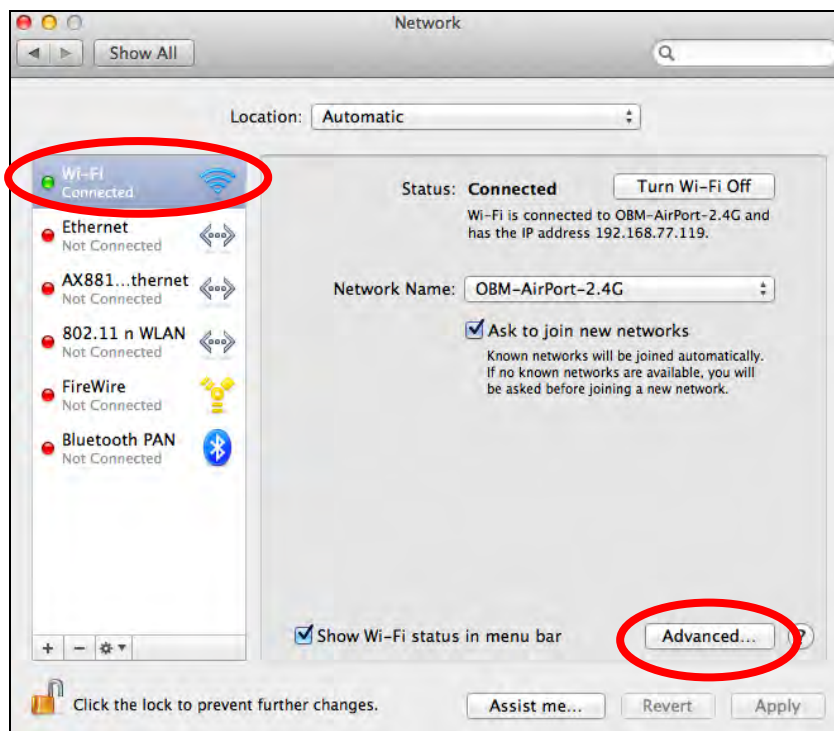 Network
Show All
Location: Automatic
Wi-Fi
Connected
Ethernet
Not Connected
AX881...thernet
Not Connected
802.11 n WLAN
Not Connected
FireWire
Not Connected
Bluetooth PAN
Not Connected
Status: Connected
Turn Wi-Fi Off
Wi-Fi is connected to OBM-AirPort-2.4G and
has the IP address 192.168.77.119.
Network Name: OBM-AirPort-2.4G
Ask to join new networks
Known networks will be joined automatically.
If no known networks are available, you will
be asked before joining a new network.
Show Wi-Fi status in menu bar
Advanced...
?
Click the lock to prevent further changes.
Assist me...
Revert
Apply